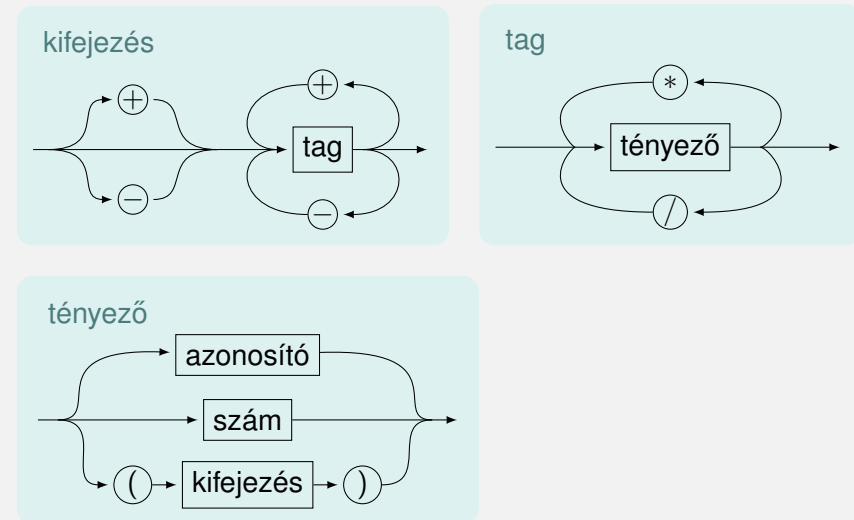 kifejezés
+
+
tag
−
−
tag
*
tényező
/
tényező
azonosító
szám
( kifejezés )